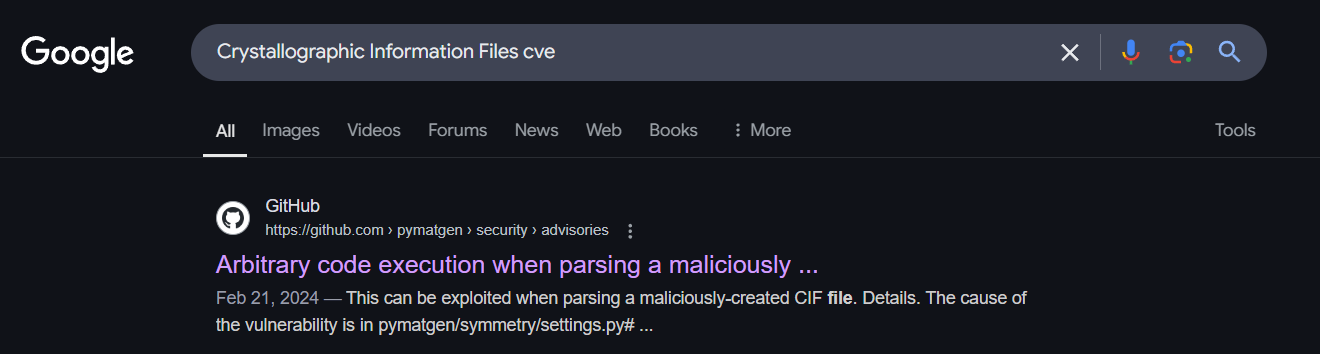 Google
Crystallographic Information Files cve
All Images Videos Forums News Web Books More Tools
GitHub
https://github.com › pymatgen › security › advisories
Arbitrary code execution when parsing a maliciously ...
Feb 21, 2024 — This can be exploited when parsing a maliciously-created CIF file. Details. The cause of
the vulnerability is in pymatgen/symmetry/settings.py# ...